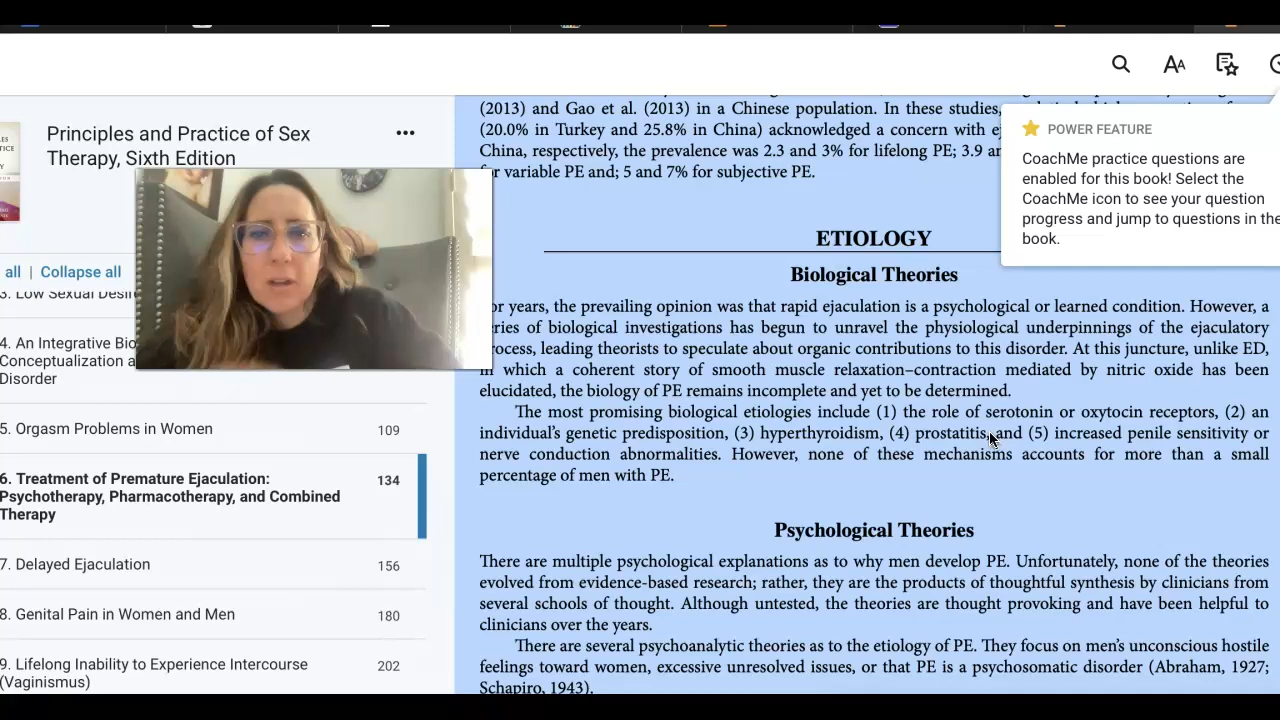 Principles and Practice of Sex
Therapy, Sixth Edition
all | Collapse all
3. Low Sexual Desire
4. An Integrative Bio
Conceptualization a
Disorder
5. Orgasm Problems in Women 109
6. Treatment of Premature Ejaculation: 134
Psychotherapy, Pharmacotherapy, and Combined
Therapy
7. Delayed Ejaculation 156
8. Genital Pain in Women and Men 180
9. Lifelong Inability to Experience Intercourse 202
(Vaginismus)
(2013) and Gao et al. (2013) in a Chinese population. In these studies,
(20.0% in Turkey and 25.8% in China) acknowledged a concern with
China, respectively, the prevalence was 2.3 and 3% for lifelong PE; 3.9
for variable PE and; 5 and 7% for subjective PE.
ETIOLOGY
Biological Theories
or years, the prevailing opinion was that rapid ejaculation is a psychological or learned condition. However, a
eries of biological investigations has begun to unravel the physiological underpinnings of the ejaculatory
rocess, leading theorists to speculate about organic contributions to this disorder. At this juncture, unlike ED,
in which a coherent story of smooth muscle relaxation–contraction mediated by nitric oxide has been
elucidated, the biology of PE remains incomplete and yet to be determined.
The most promising biological etiologies include (1) the role of serotonin or oxytocin receptors, (2) an
individual's genetic predisposition, (3) hyperthyroidism, (4) prostatitis, and (5) increased penile sensitivity or
nerve conduction abnormalities. However, none of these mechanisms accounts for more than a small
percentage of men with PE.
Psychological Theories
There are multiple psychological explanations as to why men develop PE. Unfortunately, none of the theories
evolved from evidence-based research; rather, they are the products of thoughtful synthesis by clinicians from
several schools of thought. Although untested, the theories are thought provoking and have been helpful to
clinicians over the years.
There are several psychoanalytic theories as to the etiology of PE. They focus on men's unconscious hostile
feelings toward women, excessive unresolved issues, or that PE is a psychosomatic disorder (Abraham, 1927;
Schapiro, 1943).
POWER FEATURE
CoachMe practice questions are
enabled for this book! Select the
CoachMe icon to see your question
progress and jump to questions in the
book.